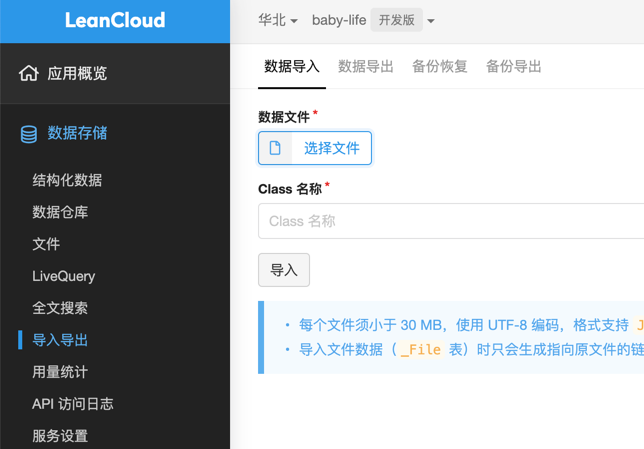 LeanCloud
华北 baby-life 开发版
应用概览
数据存储
结构化数据
数据仓库
文件
LiveQuery
全文搜索
导入导出
用量统计
API 访问日志
服务设置
数据导入 数据导出 备份恢复 备份导出
数据文件 *
选择文件
Class 名称 *
Class 名称
导入
• 每个文件须小于 30 MB，使用 UTF-8 编码，格式支持 J
• 导入文件数据（ _File 表）时只会生成指向原文件的链